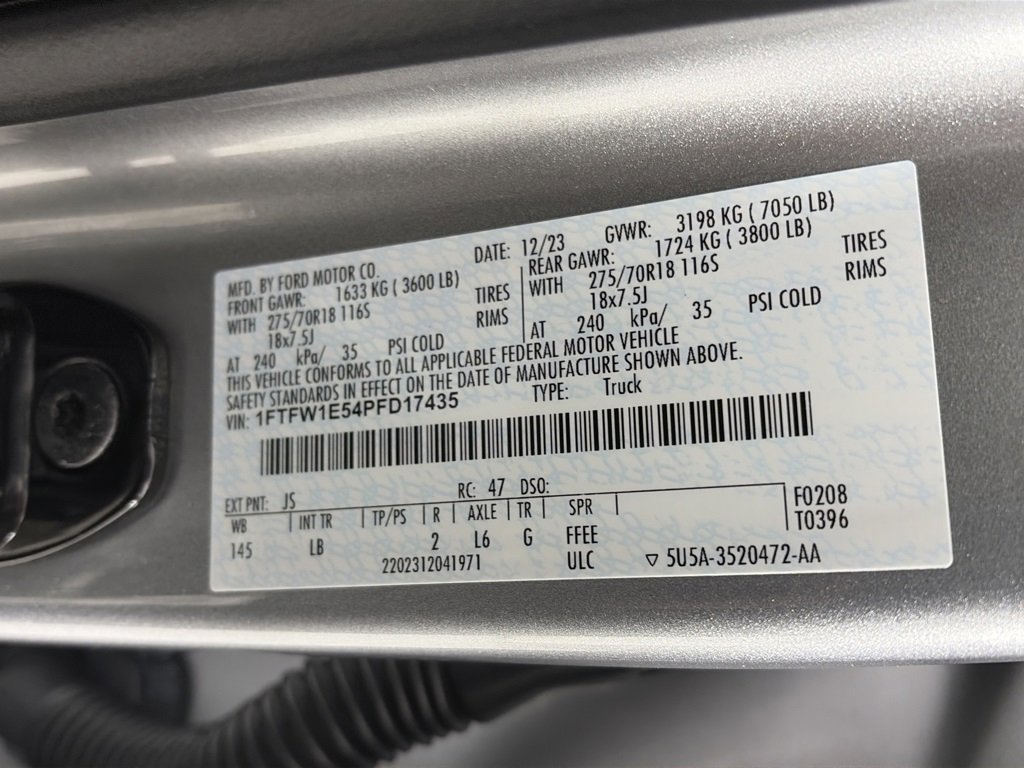 MFD. BY FORD MOTOR CO.
DATE: 12/23 GVWR: 3198 KG ( 7050 LB)
FRONT GAWR: 1633 KG ( 3600 LB)
WITH 275/70R18 116S TIRES
18x7.5J RIMS
AT 240 kPa/ 35 PSI COLD
REAR GAWR: 1724 KG ( 3800 LB)
WITH 275/70R18 116S TIRES
18x7.5J RIMS
AT 240 kPa/ 35 PSI COLD
THIS VEHICLE CONFORMS TO ALL APPLICABLE FEDERAL MOTOR VEHICLE
SAFETY STANDARDS IN EFFECT ON THE DATE OF MANUFACTURE SHOWN ABOVE.
VIN: 1FTFW1E54PFD17435 TYPE: Truck
EXT PNT: JS RC: 47 DSO:
WB INT TR TP/PS R AXLE TR SPR
145 LB 2 L6 G FFEE
2202312041971 ULC
F0208
T0396
▽ 5U5A-3520472-AA